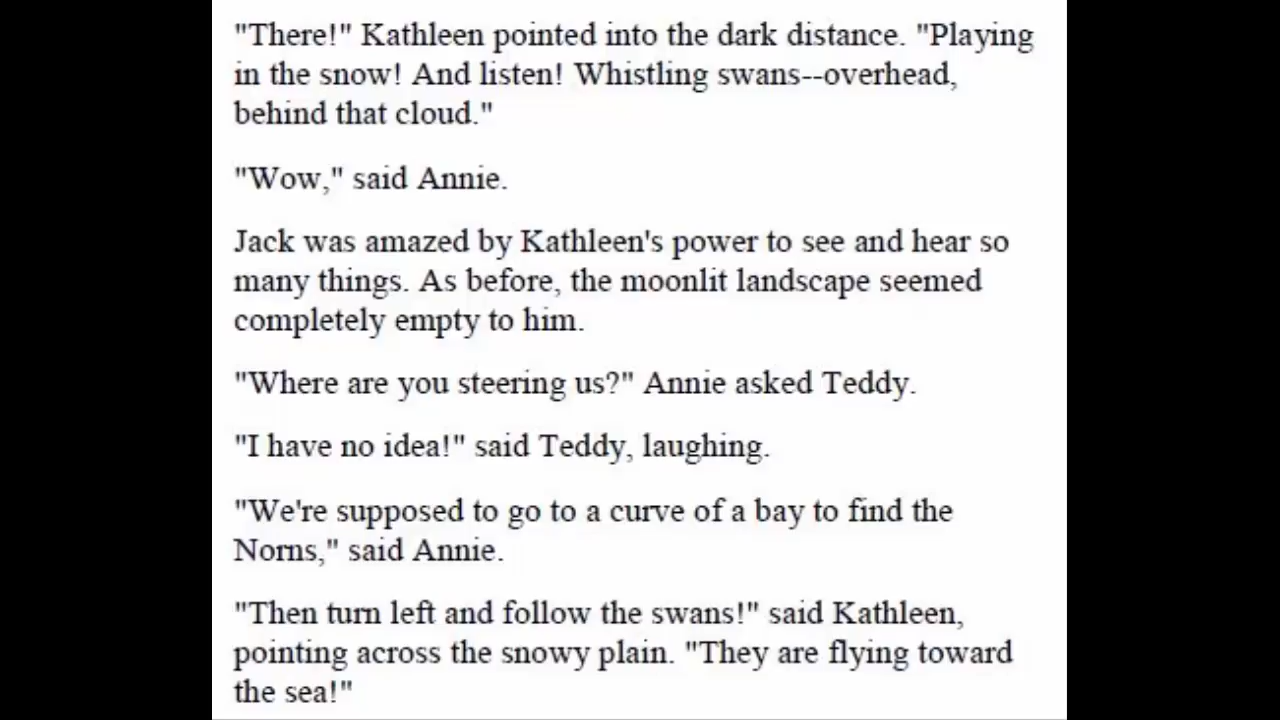 "There!" Kathleen pointed into the dark distance. "Playing
in the snow! And listen! Whistling swans--overhead,
behind that cloud."
"Wow," said Annie.
Jack was amazed by Kathleen's power to see and hear so
many things. As before, the moonlit landscape seemed
completely empty to him.
"Where are you steering us?" Annie asked Teddy.
"I have no idea!" said Teddy, laughing.
"We're supposed to go to a curve of a bay to find the
Norns," said Annie.
"Then turn left and follow the swans!" said Kathleen,
pointing across the snowy plain. "They are flying toward
the sea!"